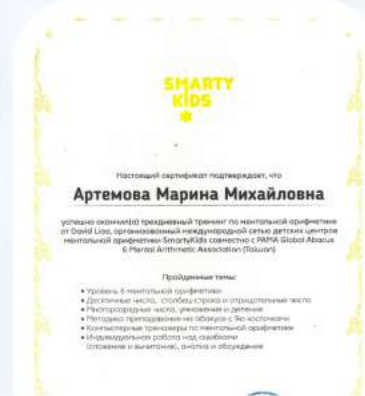 SMARTY
KIDS
Настоящий сертификат подтверждает, что
Артемова Марина Михайловна
успешно окончил(а) трехдневный тренинг по ментальной арифметике
от David Liao, организованный международной сетью детских центров
ментальной арифметики SmartyKids совместно с PAMA Global Abacus
& Mental Arithmetic Association (Taiwan)
Пройденные темы:
• Уровень 6 ментальной арифметики
• Десятичные числа, столбец-строка и отрицательные числа
• Многоразрядные числа, умножение и деление
• Методика преподавания на абакусе с 9ю косточками
• Компьютерные тренажеры по ментальной арифметике
• Индивидуальная работа над ошибками
(сложение и вычитание), анализ и обсуждение